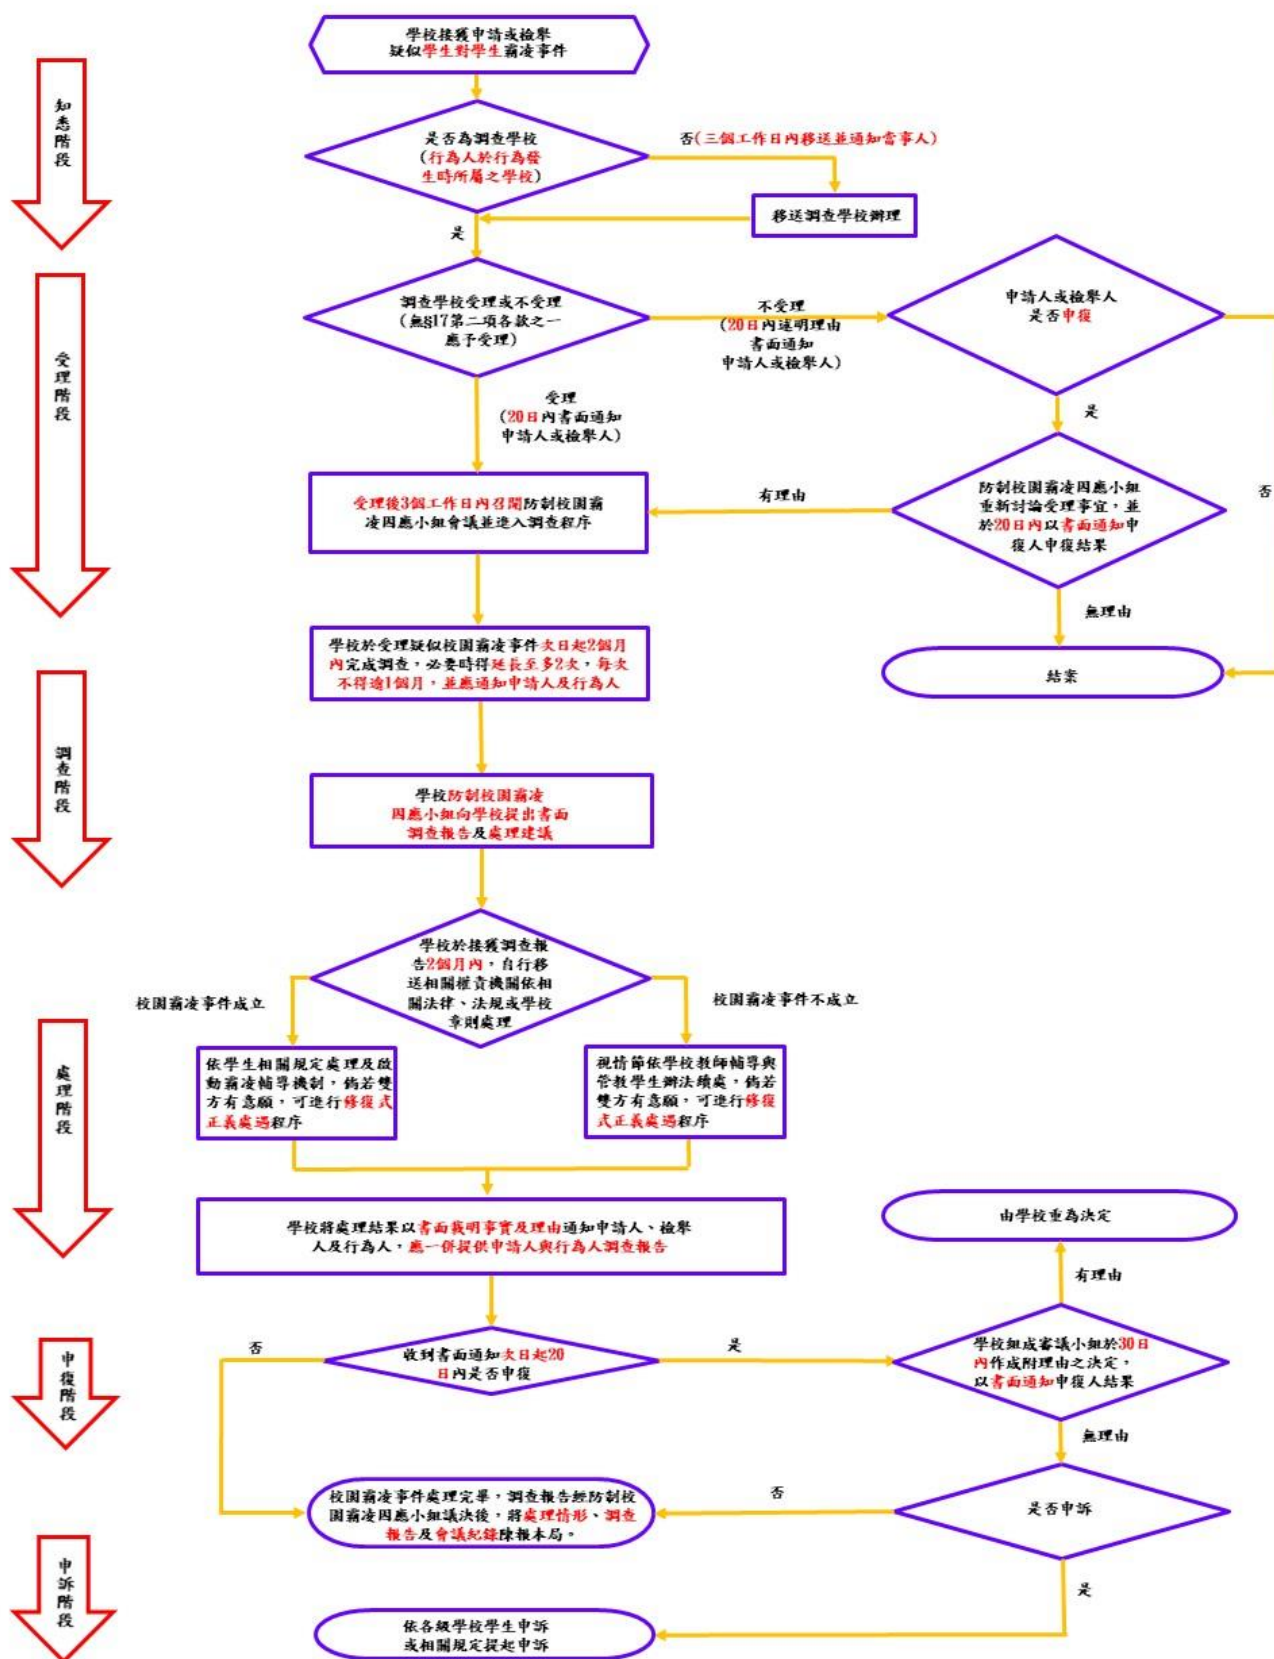 學校接獲申請或檢舉
疑似學生對學生霸凌事件
知悉階段
是否為調查學校
(行為人於行為發
生時所屬之學校)
否(三個工作日內移送並通知當事人)
移送調查學校辦理
是
受理階段
調查學校受理或不受理
(無§17第二項各款之一
應予受理)
不受理
(20日內述明理由
書面通知
申請人或檢舉人)
申請人或檢舉人
是否申復
受理
(20日內書面通知
申請人或檢舉人)
是
否
受理後3個工作日內召開防制校園霸
凌因應小組會議並進入調查程序
有理由
防制校園霸凌因應小組
重新討論受理事宜，並
於20日內以書面通知申
復人申復結果
無理由
結案
學校於受理疑似校園霸凌事件次日起2個月
內完成調查，必要時得延長至多2次，每次
不得逾1個月，並應通知申請人及行為人
調查階段
學校防制校園霸凌
因應小組向學校提出書面
調查報告及處理建議
學校於接獲調查報
告2個月內，自行移
送相關權責機關依相
關法律、法規或學校
章則處理
校園霸凌事件成立
校園霸凌事件不成立
處理階段
依學生相關規定處理及啟
動霸凌輔導機制，倘若雙
方有意願，可進行修復式
正義處遇程序
視情節依學校教師輔導與
管教學生辦法續處，倘若
雙方有意願，可進行修復
式正義處遇程序
學校將處理結果以書面載明事實及理由通知申請人、檢舉
人及行為人，應一併提供申請人與行為人調查報告
由學校重為決定
有理由
申復階段
否
收到書面通知次日起20
日內是否申復
是
學校組成審議小組於30日
內作成附理由之決定，
以書面通知申復人結果
無理由
校園霸凌事件處理完畢，調查報告經防制校
園霸凌因應小組議決後，將處理情形、調查
報告及會議紀錄陳報本局。
否
是否申訴
是
申訴階段
依各級學校學生申訴
或相關規定提起申訴